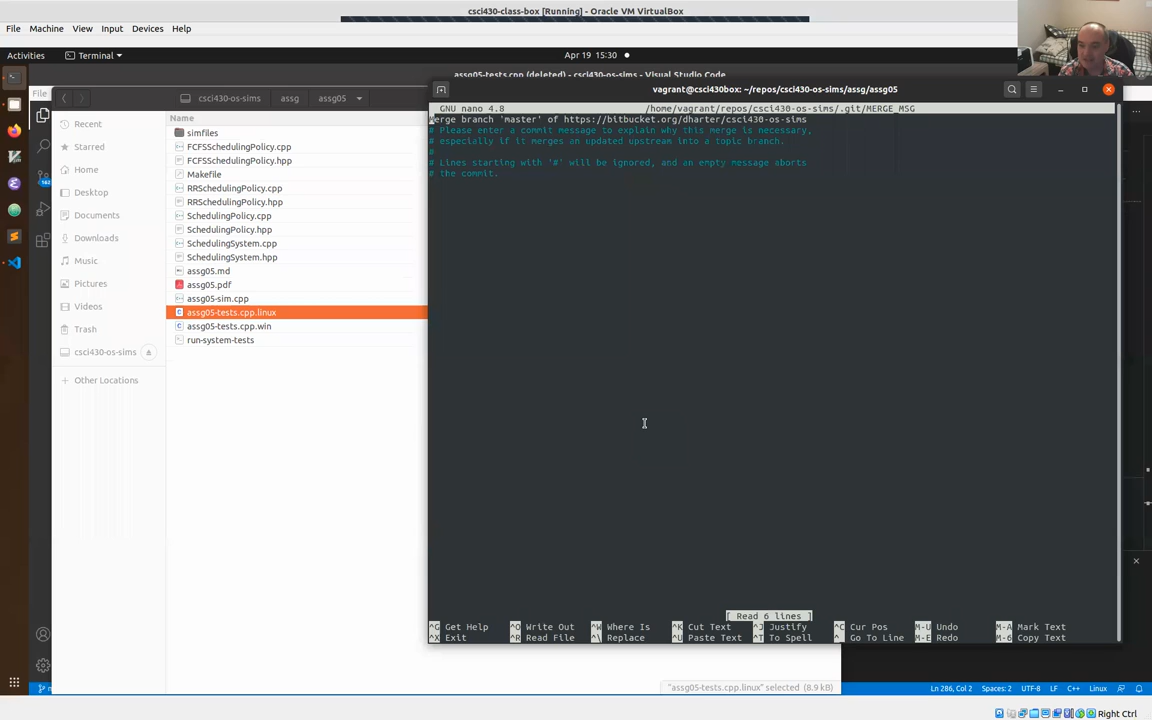 csci430-class-box [Running] - Oracle VM VirtualBox
File Machine View Input Devices Help
Activities Terminal Apr 19 15:30
assg05-tests.cpp (deleted) - csci430-os-sims - Visual Studio Code
File
csci430-os-sims assg assg05
vagrant@csci430box: ~/repos/csci430-os-sims/assg/assg05
Name
Recent
Starred
Home
Desktop
Documents
Downloads
Music
Pictures
Videos
Trash
csci430-os-sims
+ Other Locations
simfiles
FCFSSchedulingPolicy.cpp
FCFSSchedulingPolicy.hpp
Makefile
RRSchedulingPolicy.cpp
RRSchedulingPolicy.hpp
SchedulingPolicy.cpp
SchedulingPolicy.hpp
SchedulingSystem.cpp
SchedulingSystem.hpp
assg05.md
assg05.pdf
assg05-sim.cpp
assg05-tests.cpp.linux
assg05-tests.cpp.win
run-system-tests
GNU nano 4.8 /home/vagrant/repos/csci430-os-sims/.git/MERGE_MSG
Merge branch 'master' of https://bitbucket.org/dharter/csci430-os-sims
# Please enter a commit message to explain why this merge is necessary,
# especially if it merges an updated upstream into a topic branch.
#
# Lines starting with '#' will be ignored, and an empty message aborts
# the commit.
[ Read 6 lines ]
^G Get Help ^O Write Out ^W Where Is ^K Cut Text ^J Justify ^C Cur Pos M-U Undo M-A Mark Text
^X Exit ^R Read File ^\ Replace ^U Paste Text ^T To Spell ^_ Go To Line M-E Redo M-6 Copy Text
"assg05-tests.cpp.linux" selected (8.9 kB)
Ln 286, Col 2 Spaces: 2 UTF-8 LF C++ Linux
Right Ctrl